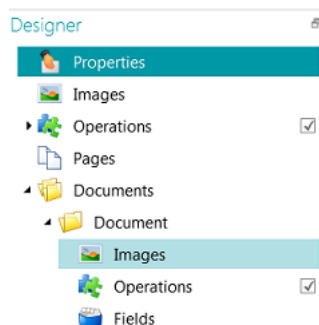 Designer
Properties
Images
Operations
Pages
Documents
Document
Images
Operations
Fields